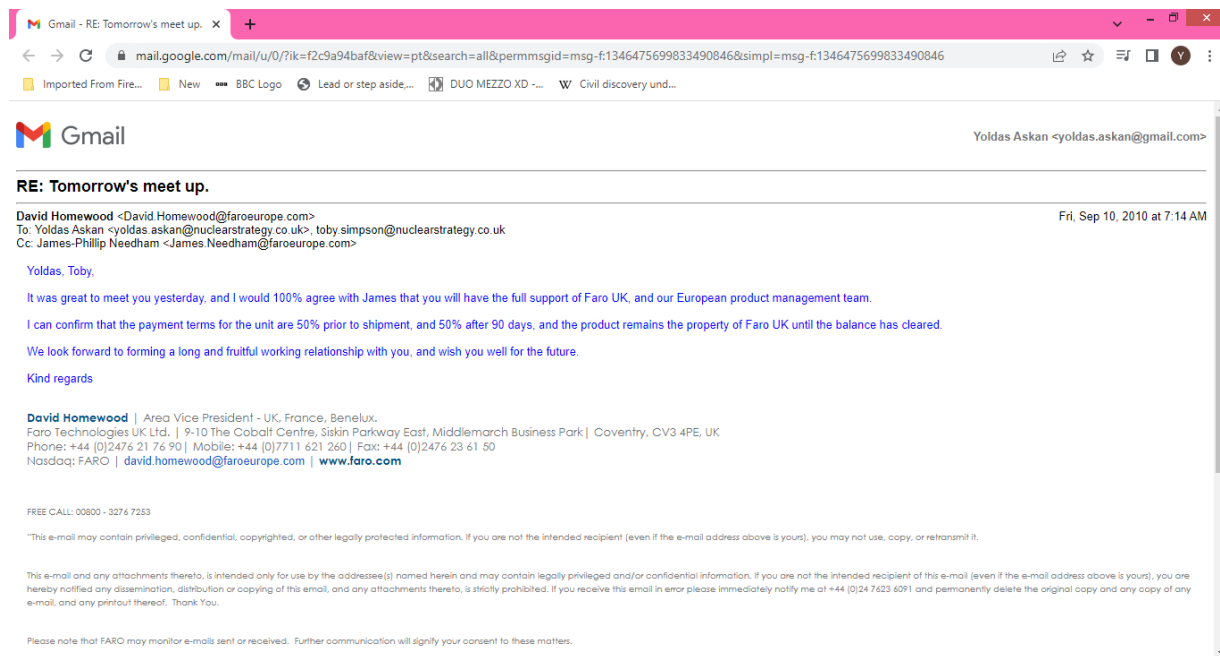 Gmail - RE: Tomorrow's meet up.
mail.google.com/mail/u/0/?ik=f2c9a94baf&view=pt&search=all&permmsgid=msg-f:1346475699833490846&simpl=msg-f:1346475699833490846
Y
Imported From Fire... New BBC Logo Lead or step aside,... DUO MEZZO XD -... W Civil discovery und...
Gmail
Yoldas Askan <yoldas.askan@gmail.com>
RE: Tomorrow's meet up.
David Homewood <David.Homewood@faroeurope.com> Fri, Sep 10, 2010 at 7:14 AM
To: Yoldas Askan <yoldas.askan@nuclearstrategy.co.uk>, toby.simpson@nuclearstrategy.co.uk
Cc: James-Phillip Needham <James.Needham@faroeurope.com>
Yoldas, Toby,
It was great to meet you yesterday, and I would 100% agree with James that you will have the full support of Faro UK, and our European product management team.
I can confirm that the payment terms for the unit are 50% prior to shipment, and 50% after 90 days, and the product remains the property of Faro UK until the balance has cleared.
We look forward to forming a long and fruitful working relationship with you, and wish you well for the future.
Kind regards
David Homewood | Area Vice President - UK, France, Benelux.
Faro Technologies UK Ltd. | 9-10 The Cobalt Centre, Siskin Parkway East, Middlemarch Business Park| Coventry, CV3 4PE, UK
Phone: +44 (0)2476 21 76 90| Mobile: +44 (0)7711 621 260| Fax: +44 (0)2476 23 61 50
Nasdaq: FARO | david.homewood@faroeurope.com | www.faro.com
FREE CALL: 00800 - 3276 7253
"This e-mail may contain privileged, confidential, copyrighted, or other legally protected information. If you are not the intended recipient (even if the e-mail address above is yours), you may not use, copy, or retransmit it.
This e-mail and any attachments thereto, is intended only for use by the addressee(s) named herein and may contain legally privileged and/or confidential information. If you are not the intended recipient of this e-mail (even if the e-mail address above is yours), you are
hereby notified any dissemination, distribution or copying of this email, and any attachments thereto, is strictly prohibited. If you receive this email in error please immediately notify me at +44 (0)24 7623 6091 and permanently delete the original copy and any copy of any
e-mail, and any printout thereof. Thank You.
Please note that FARO may monitor e-mails sent or received. Further communication will signify your consent to these matters.